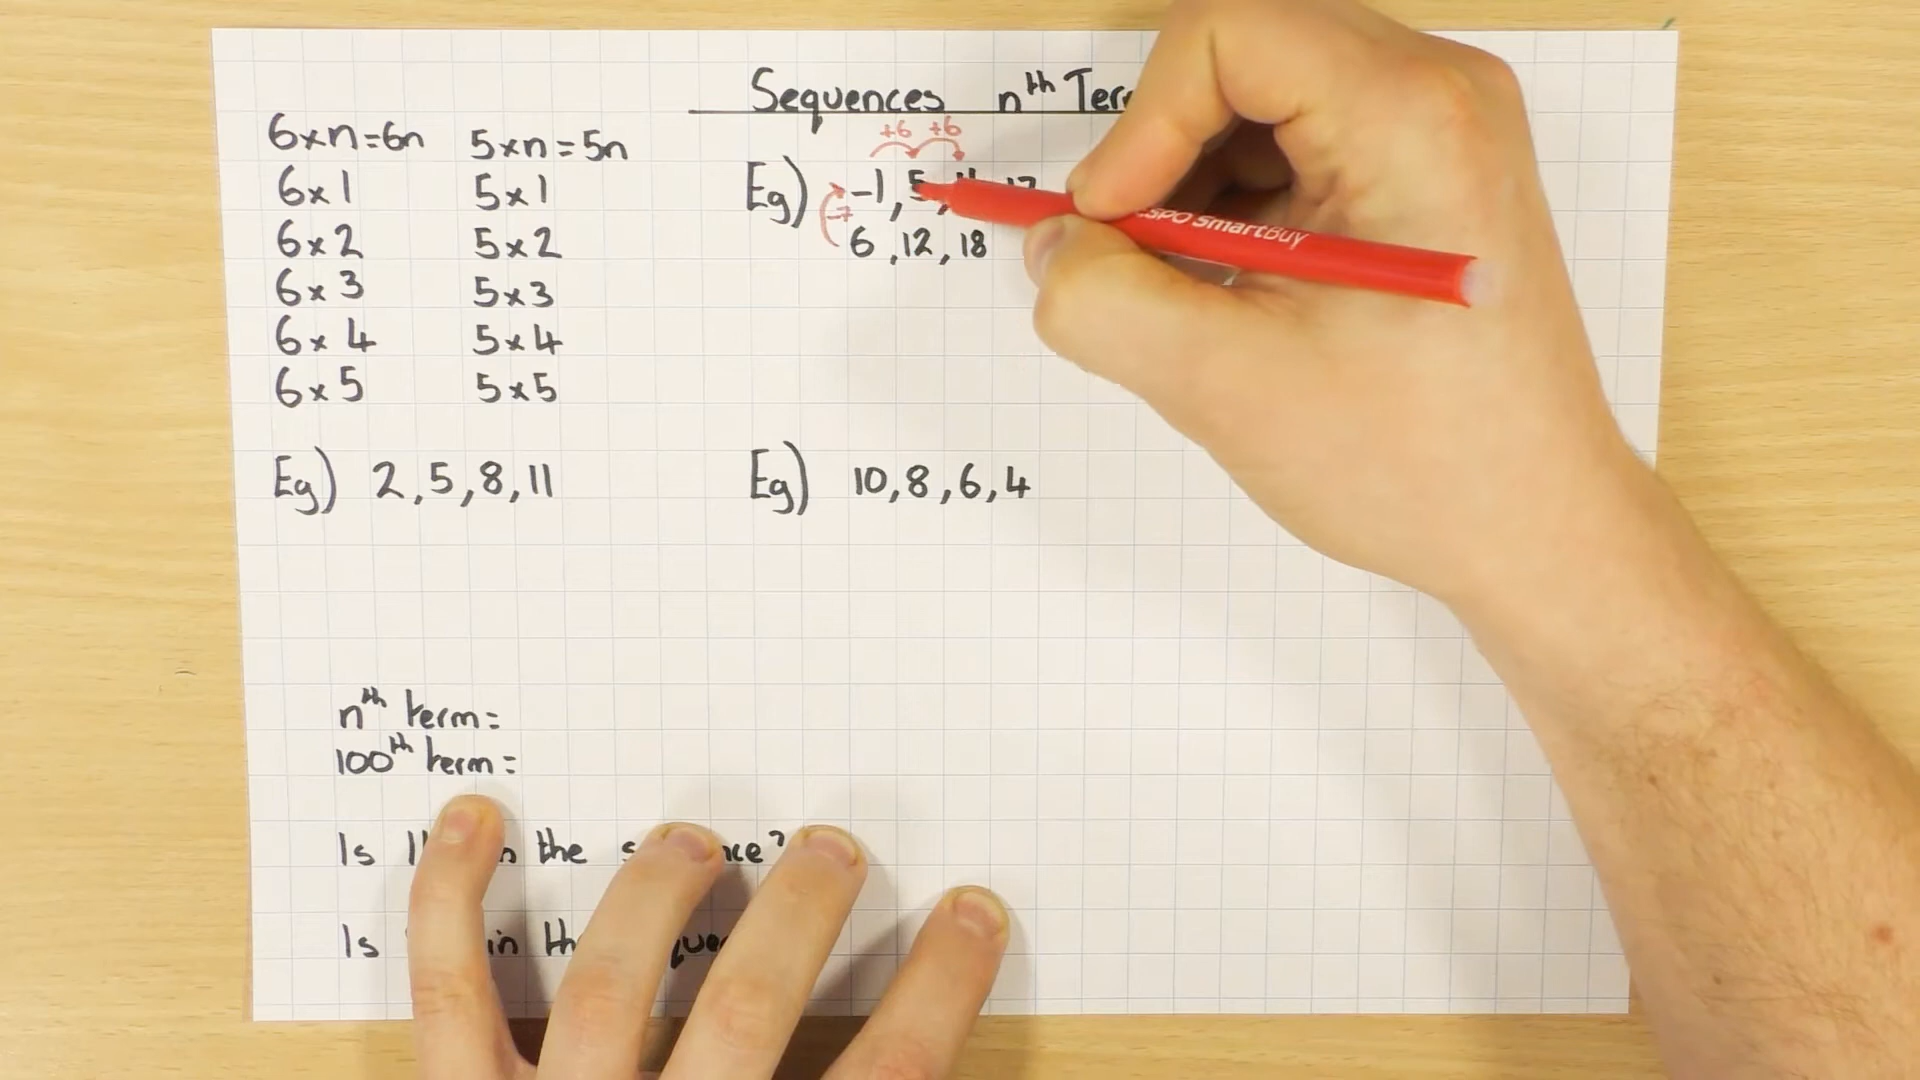 Sequences nth
6×n=6n 5×n=5n
6×1 5×1
6×2 5×2
6×3 5×3
6×4 5×4
6×5 5×5
+6 +6
Eg) -1, 5,
-7
6, 12, 18
SPO SmartBuy
Eg) 2, 5, 8, 11
Eg) 10, 8, 6, 4
nth term=
100th term=
Is the
Is in